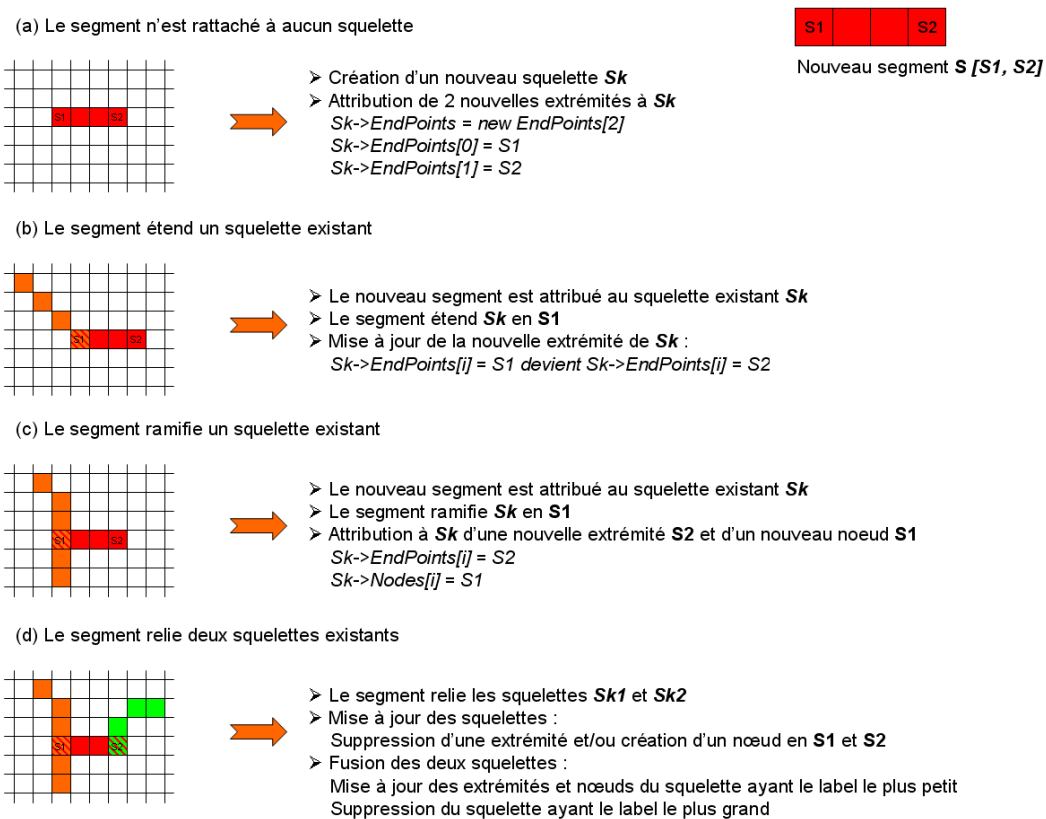 (a) Le segment n'est rattaché à aucun squelette
S1 S2
Nouveau segment S [S1, S2]
S1 S2
➢ Création d'un nouveau squelette Sk
➢ Attribution de 2 nouvelles extrémités à Sk
Sk->EndPoints = new EndPoints[2]
Sk->EndPoints[0] = S1
Sk->EndPoints[1] = S2
(b) Le segment étend un squelette existant
S1 S2
➢ Le nouveau segment est attribué au squelette existant Sk
➢ Le segment étend Sk en S1
➢ Mise à jour de la nouvelle extrémité de Sk :
Sk->EndPoints[i] = S1 devient Sk->EndPoints[i] = S2
(c) Le segment ramifie un squelette existant
S1 S2
➢ Le nouveau segment est attribué au squelette existant Sk
➢ Le segment ramifie Sk en S1
➢ Attribution à Sk d'une nouvelle extrémité S2 et d'un nouveau noeud S1
Sk->EndPoints[i] = S2
Sk->Nodes[i] = S1
(d) Le segment relie deux squelettes existants
S1 S2
➢ Le segment relie les squelettes Sk1 et Sk2
➢ Mise à jour des squelettes :
Suppression d'une extrémité et/ou création d'un nœud en S1 et S2
➢ Fusion des deux squelettes :
Mise à jour des extrémités et nœuds du squelette ayant le label le plus petit
Suppression du squelette ayant le label le plus grand